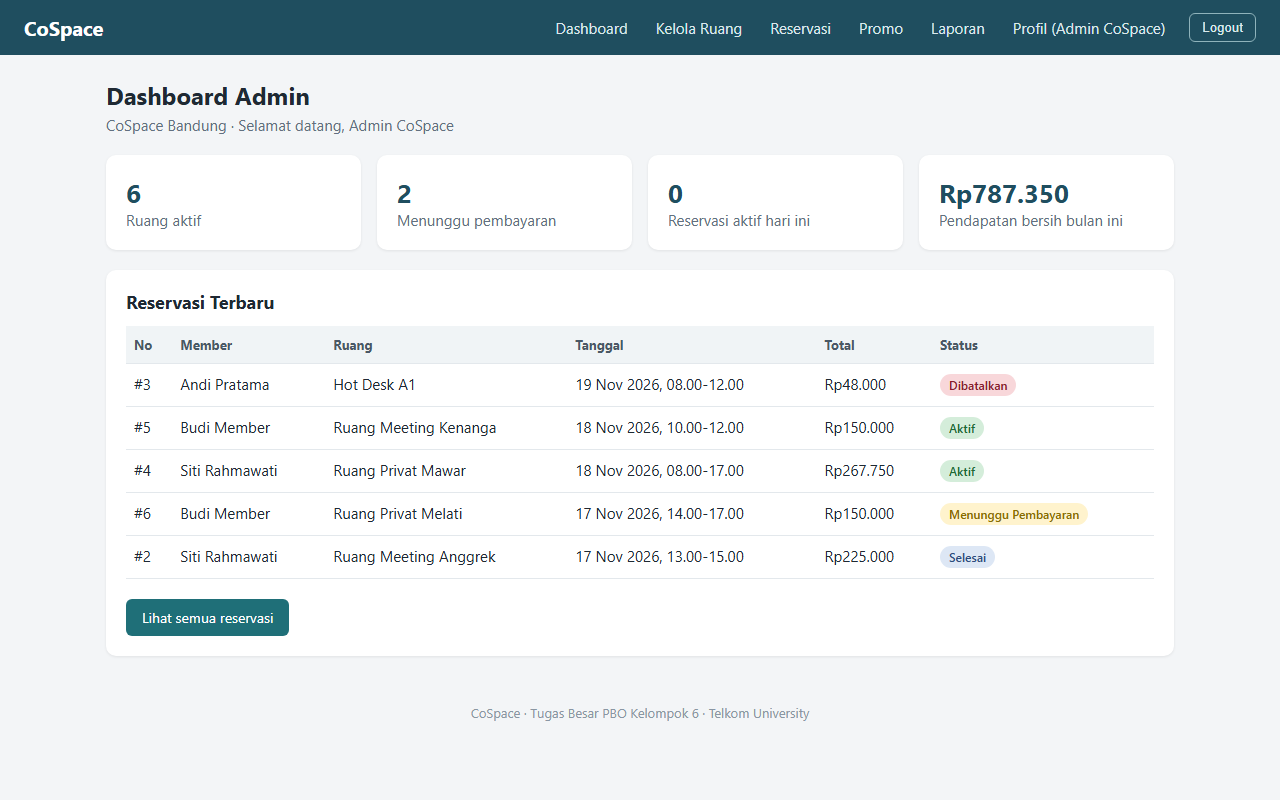 CoSpace Dashboard Kelola Ruang Reservasi Promo Laporan Profil (Admin CoSpace) Logout
Dashboard Admin
CoSpace Bandung · Selamat datang, Admin CoSpace
6 2 0 Rp787.350
Ruang aktif Menunggu pembayaran Reservasi aktif hari ini Pendapatan bersih bulan ini
Reservasi Terbaru
No Member Ruang Tanggal Total Status
#3 Andi Pratama Hot Desk A1 19 Nov 2026, 08.00-12.00 Rp48.000 Dibatalkan
#5 Budi Member Ruang Meeting Kenanga 18 Nov 2026, 10.00-12.00 Rp150.000 Aktif
#4 Siti Rahmawati Ruang Privat Mawar 18 Nov 2026, 08.00-17.00 Rp267.750 Aktif
#6 Budi Member Ruang Privat Melati 17 Nov 2026, 14.00-17.00 Rp150.000 Menunggu Pembayaran
#2 Siti Rahmawati Ruang Meeting Anggrek 17 Nov 2026, 13.00-15.00 Rp225.000 Selesai
Lihat semua reservasi
CoSpace · Tugas Besar PBO Kelompok 6 · Telkom University